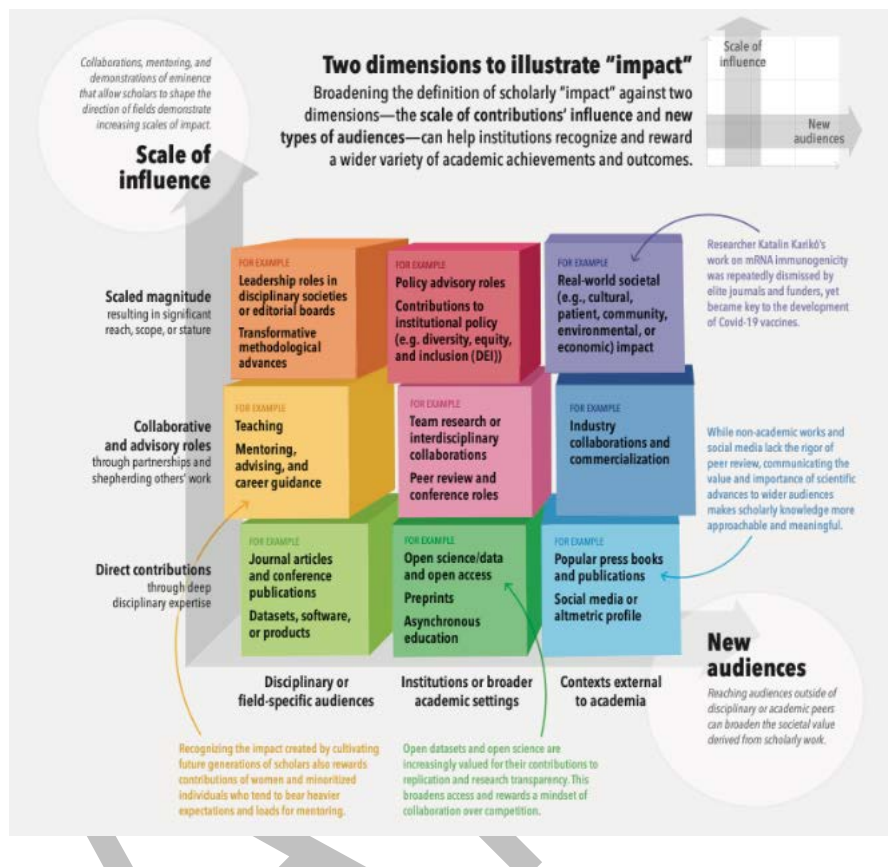 Collaborations, mentoring, and
demonstrations of eminence
that allow scholars to shape the
direction of fields demonstrate
increasing scales of impact.
Scale of
influence
Two dimensions to illustrate “impact”
Broadening the definition of scholarly “impact” against two
dimensions—the scale of contributions’ influence and new
types of audiences—can help institutions recognize and reward
a wider variety of academic achievements and outcomes.
Scale of
influence
New
audiences
Scaled magnitude
resulting in significant
reach, scope, or stature
FOR EXAMPLE
Leadership roles in
disciplinary societies
or editorial boards
Transformative
methodological
advances
FOR EXAMPLE
Policy advisory roles
Contributions to
institutional policy
(e.g. diversity, equity,
and inclusion (DEI))
FOR EXAMPLE
Real-world societal
(e.g., cultural,
patient, community,
environmental, or
economic) impact
Researcher Katalin Karikó’s
work on mRNA immunogenicity
was repeatedly dismissed by
elite journals and funders, yet
became key to the development
of Covid-19 vaccines.
Collaborative
and advisory roles
through partnerships and
shepherding others’ work
FOR EXAMPLE
Teaching
Mentoring,
advising, and
career guidance
FOR EXAMPLE
Team research or
interdisciplinary
collaborations
Peer review and
conference roles
FOR EXAMPLE
Industry
collaborations and
commercialization
While non-academic works and
social media lack the rigor of
peer review, communicating the
value and importance of scientific
advances to wider audiences
makes scholarly knowledge more
approachable and meaningful.
Direct contributions
through deep
disciplinary expertise
FOR EXAMPLE
Journal articles
and conference
publications
Datasets, software,
or products
FOR EXAMPLE
Open science/data
and open access
Preprints
Asynchronous
education
FOR EXAMPLE
Popular press books
and publications
Social media or
altmetric profile
Disciplinary or
field-specific audiences
Institutions or broader
academic settings
Contexts external
to academia
New
audiences
Reaching audiences outside of
disciplinary or academic peers
can broaden the societal value
derived from scholarly work.
Recognizing the impact created by cultivating
future generations of scholars also rewards
contributions of women and minoritized
individuals who tend to bear heavier
expectations and loads for mentoring.
Open datasets and open science are
increasingly valued for their contributions to
replication and research transparency. This
broadens access and rewards a mindset of
collaboration over competition.